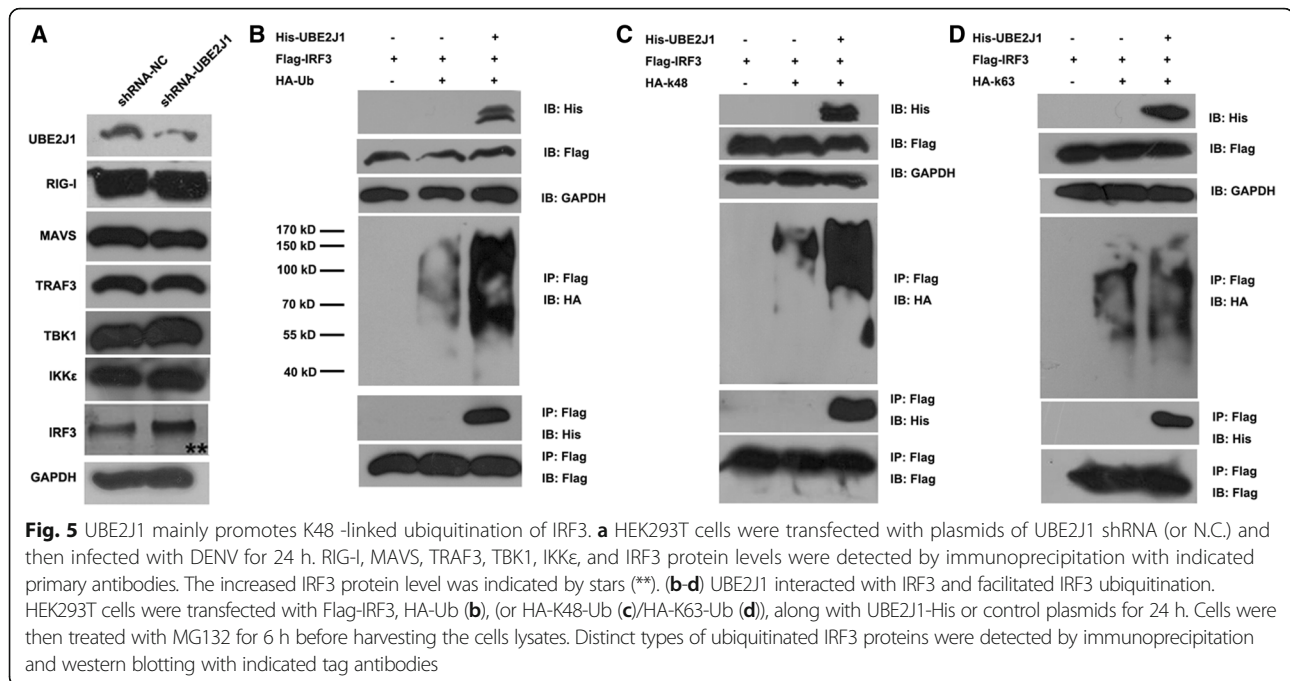 A
shRNA-NC
shRNA-UBE2J1
UBE2J1
RIG-I
MAVS
TRAF3
TBK1
IKKε
IRF3
**
GAPDH
B
His-UBE2J1 - - +
Flag-IRF3 + + +
HA-Ub - + +
IB: His
IB: Flag
IB: GAPDH
170 kD
150 kD
100 kD
70 kD
55 kD
40 kD
IP: Flag
IB: HA
IP: Flag
IB: His
IP: Flag
IB: Flag
C
His-UBE2J1 - - +
Flag-IRF3 + + +
HA-k48 - + +
IB: His
IB: Flag
IB: GAPDH
IP: Flag
IB: HA
IP: Flag
IB: His
IP: Flag
IB: Flag
D
His-UBE2J1 - - +
Flag-IRF3 + + +
HA-k63 - + +
IB: His
IB: Flag
IB: GAPDH
IP: Flag
IB: HA
IP: Flag
IB: His
IP: Flag
IB: Flag
Fig. 5 UBE2J1 mainly promotes K48 -linked ubiquitination of IRF3. a HEK293T cells were transfected with plasmids of UBE2J1 shRNA (or N.C.) and
then infected with DENV for 24 h. RIG-I, MAVS, TRAF3, TBK1, IKKε, and IRF3 protein levels were detected by immunoprecipitation with indicated
primary antibodies. The increased IRF3 protein level was indicated by stars (**). (b-d) UBE2J1 interacted with IRF3 and facilitated IRF3 ubiquitination.
HEK293T cells were transfected with Flag-IRF3, HA-Ub (b), (or HA-K48-Ub (c)/HA-K63-Ub (d)), along with UBE2J1-His or control plasmids for 24 h. Cells were
then treated with MG132 for 6 h before harvesting the cells lysates. Distinct types of ubiquitinated IRF3 proteins were detected by immunoprecipitation
and western blotting with indicated tag antibodies